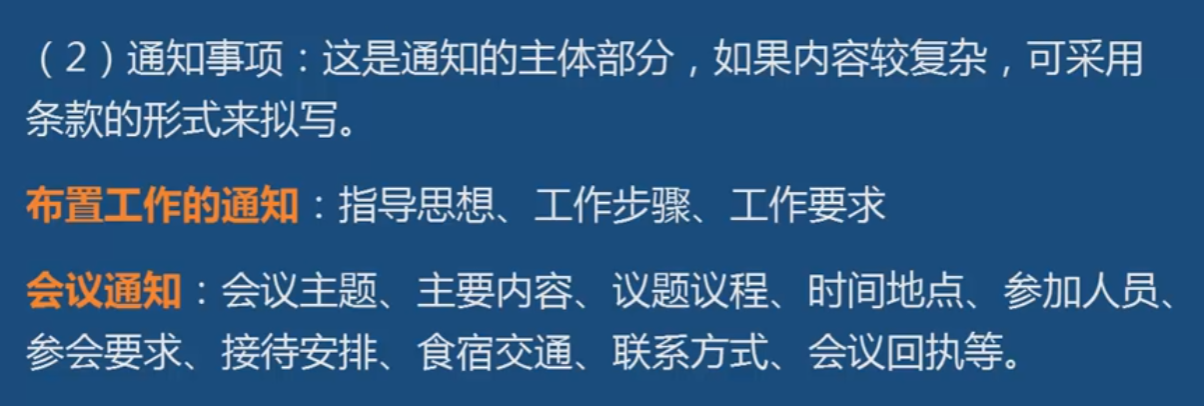 （2）通知事项：这是通知的主体部分，如果内容较复杂，可采用
条款的形式来拟写。
布置工作的通知：指导思想、工作步骤、工作要求
会议通知：会议主题、主要内容、议题议程、时间地点、参加人员、
参会要求、接待安排、食宿交通、联系方式、会议回执等。